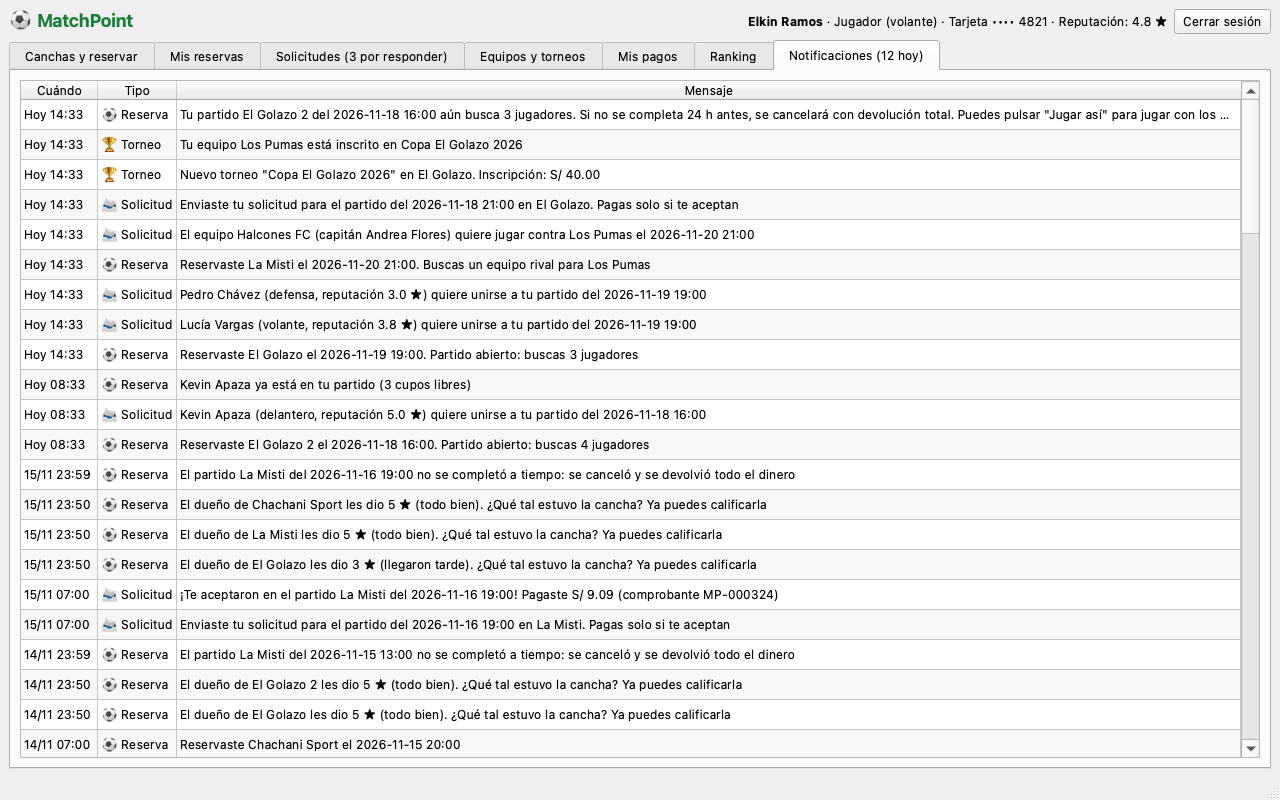 MatchPoint
Elkin Ramos · Jugador (volante) · Tarjeta •••• 4821 · Reputación: 4.8 ★ Cerrar sesión
Canchas y reservar Mis reservas Solicitudes (3 por responder) Equipos y torneos Mis pagos Ranking Notificaciones (12 hoy)
Cuándo Tipo Mensaje
Hoy 14:33 Reserva Tu partido El Golazo 2 del 2026-11-18 16:00 aún busca 3 jugadores. Si no se completa 24 h antes, se cancelará con devolución total. Puedes pulsar "Jugar así" para jugar con los ...
Hoy 14:33 Torneo Tu equipo Los Pumas está inscrito en Copa El Golazo 2026
Hoy 14:33 Torneo Nuevo torneo "Copa El Golazo 2026" en El Golazo. Inscripción: S/ 40.00
Hoy 14:33 Solicitud Enviaste tu solicitud para el partido del 2026-11-18 21:00 en El Golazo. Pagas solo si te aceptan
Hoy 14:33 Solicitud El equipo Halcones FC (capitán Andrea Flores) quiere jugar contra Los Pumas el 2026-11-20 21:00
Hoy 14:33 Reserva Reservaste La Misti el 2026-11-20 21:00. Buscas un equipo rival para Los Pumas
Hoy 14:33 Solicitud Pedro Chávez (defensa, reputación 3.0 ★) quiere unirse a tu partido del 2026-11-19 19:00
Hoy 14:33 Solicitud Lucía Vargas (volante, reputación 3.8 ★) quiere unirse a tu partido del 2026-11-19 19:00
Hoy 14:33 Reserva Reservaste El Golazo el 2026-11-19 19:00. Partido abierto: buscas 3 jugadores
Hoy 08:33 Reserva Kevin Apaza ya está en tu partido (3 cupos libres)
Hoy 08:33 Solicitud Kevin Apaza (delantero, reputación 5.0 ★) quiere unirse a tu partido del 2026-11-18 16:00
Hoy 08:33 Reserva Reservaste El Golazo 2 el 2026-11-18 16:00. Partido abierto: buscas 4 jugadores
15/11 23:59 Reserva El partido La Misti del 2026-11-16 19:00 no se completó a tiempo: se canceló y se devolvió todo el dinero
15/11 23:50 Reserva El dueño de Chachani Sport les dio 5 ★ (todo bien). ¿Qué tal estuvo la cancha? Ya puedes calificarla
15/11 23:50 Reserva El dueño de La Misti les dio 5 ★ (todo bien). ¿Qué tal estuvo la cancha? Ya puedes calificarla
15/11 23:50 Reserva El dueño de El Golazo les dio 3 ★ (llegaron tarde). ¿Qué tal estuvo la cancha? Ya puedes calificarla
15/11 07:00 Solicitud ¡Te aceptaron en el partido La Misti del 2026-11-16 19:00! Pagaste S/ 9.09 (comprobante MP-000324)
15/11 07:00 Solicitud Enviaste tu solicitud para el partido del 2026-11-16 19:00 en La Misti. Pagas solo si te aceptan
14/11 23:59 Reserva El partido La Misti del 2026-11-15 13:00 no se completó a tiempo: se canceló y se devolvió todo el dinero
14/11 23:50 Reserva El dueño de El Golazo 2 les dio 5 ★ (todo bien). ¿Qué tal estuvo la cancha? Ya puedes calificarla
14/11 23:50 Reserva El dueño de El Golazo les dio 5 ★ (todo bien). ¿Qué tal estuvo la cancha? Ya puedes calificarla
14/11 07:00 Reserva Reservaste Chachani Sport el 2026-11-15 20:00